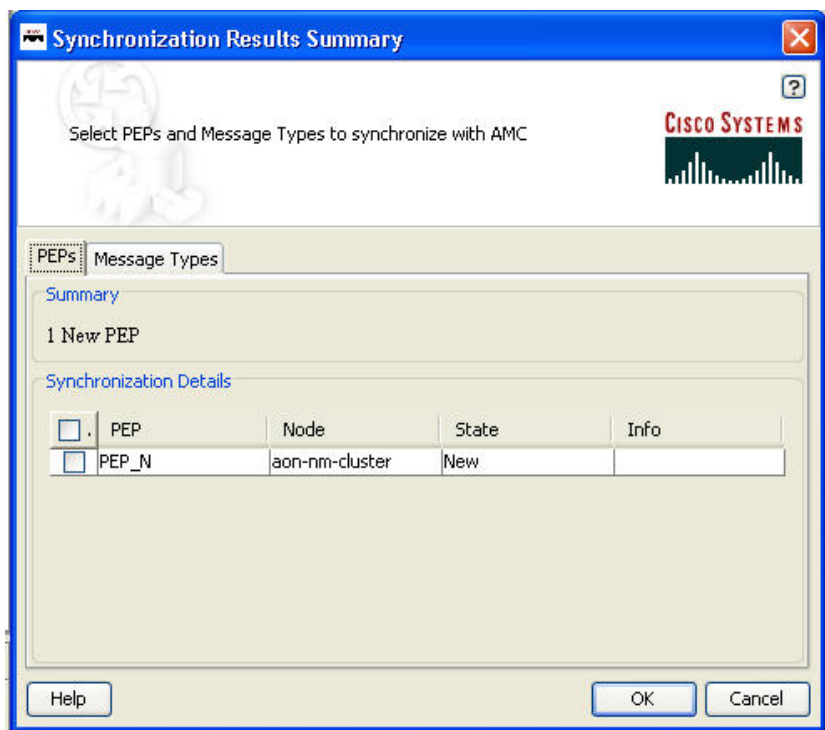 Synchronization Results Summary
?
Select PEPs and Message Types to synchronize with AMC
CISCO SYSTEMS
PEPs Message Types
Summary
1 New PEP
Synchronization Details
. PEP Node State Info
PEP_N aon-nm-cluster New
Help OK Cancel